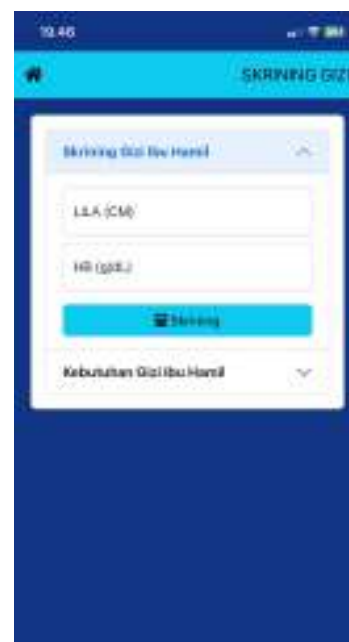 19.46
SKRINING GIZI
Skrining Gizi Ibu Hamil
LILA (CM)
HB (g/dL)
Skrining
Kebutuhan Gizi Ibu Hamil